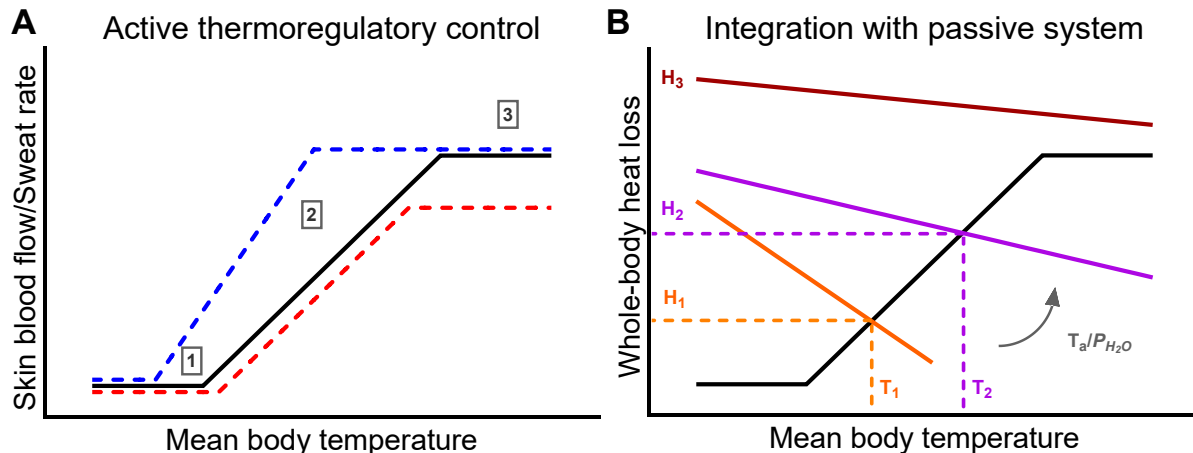 A
Active thermoregulatory control
Skin blood flow/Sweat rate
1
2
3
Mean body temperature
B
Integration with passive system
Whole-body heat loss
H₃
H₂
H₁
T₁
T₂
Tₐ/P_H₂O
Mean body temperature